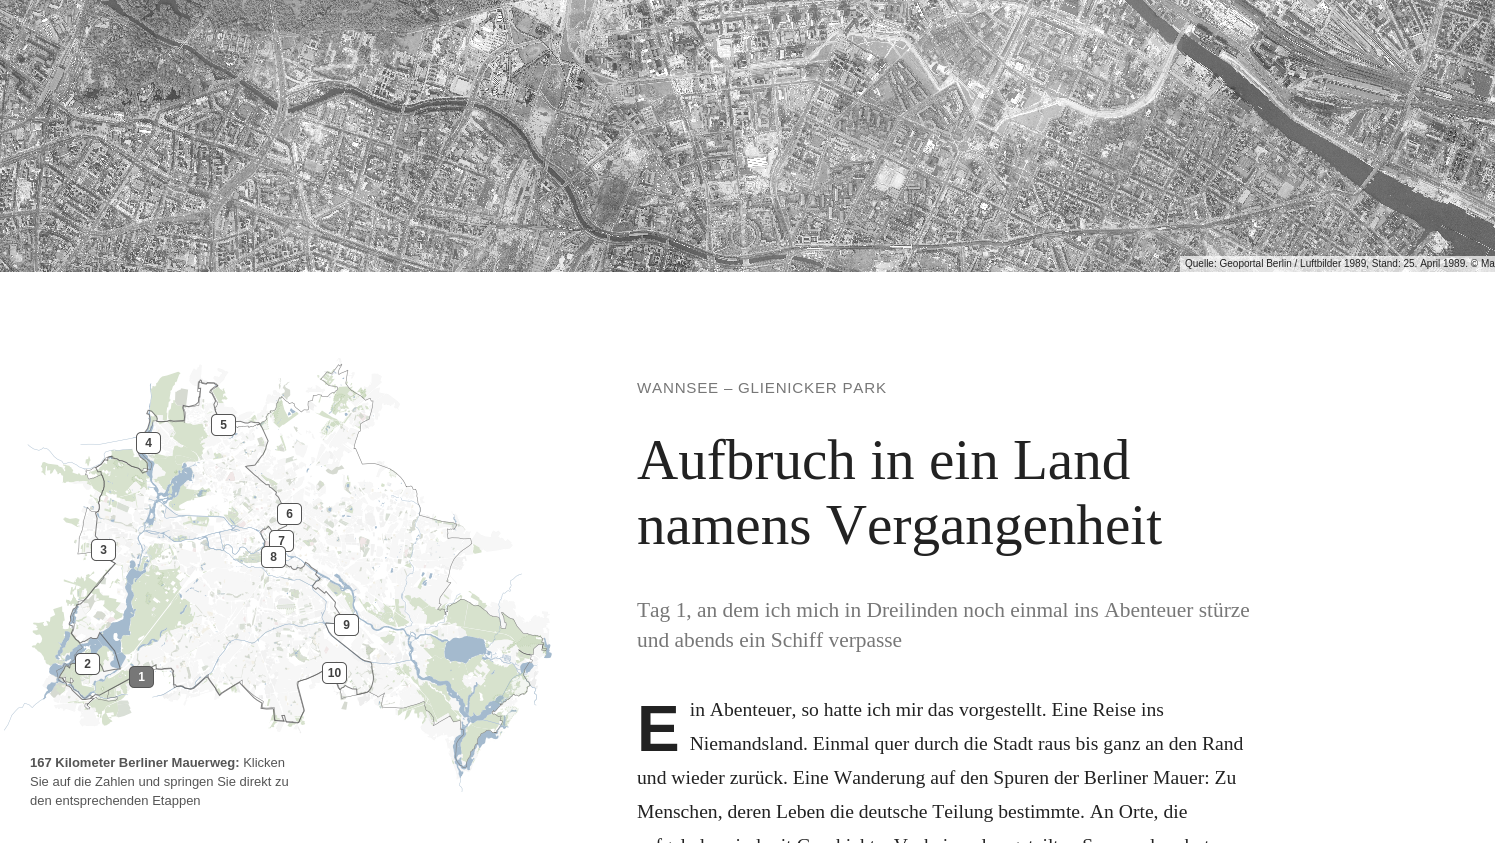 Quelle: Geoportal Berlin / Luftbilder 1989, Stand: 25. April 1989. © Ma
4
5
6
7
8
3
9
2
1
10
167 Kilometer Berliner Mauerweg: Klicken
Sie auf die Zahlen und springen Sie direkt zu
den entsprechenden Etappen
WANNSEE – GLIENICKER PARK
Aufbruch in ein Land
namens Vergangenheit
Tag 1, an dem ich mich in Dreilinden noch einmal ins Abenteuer stürze
und abends ein Schiff verpasse
Ein Abenteuer, so hatte ich mir das vorgestellt. Eine Reise ins
Niemandsland. Einmal quer durch die Stadt raus bis ganz an den Rand
und wieder zurück. Eine Wanderung auf den Spuren der Berliner Mauer: Zu
Menschen, deren Leben die deutsche Teilung bestimmte. An Orte, die